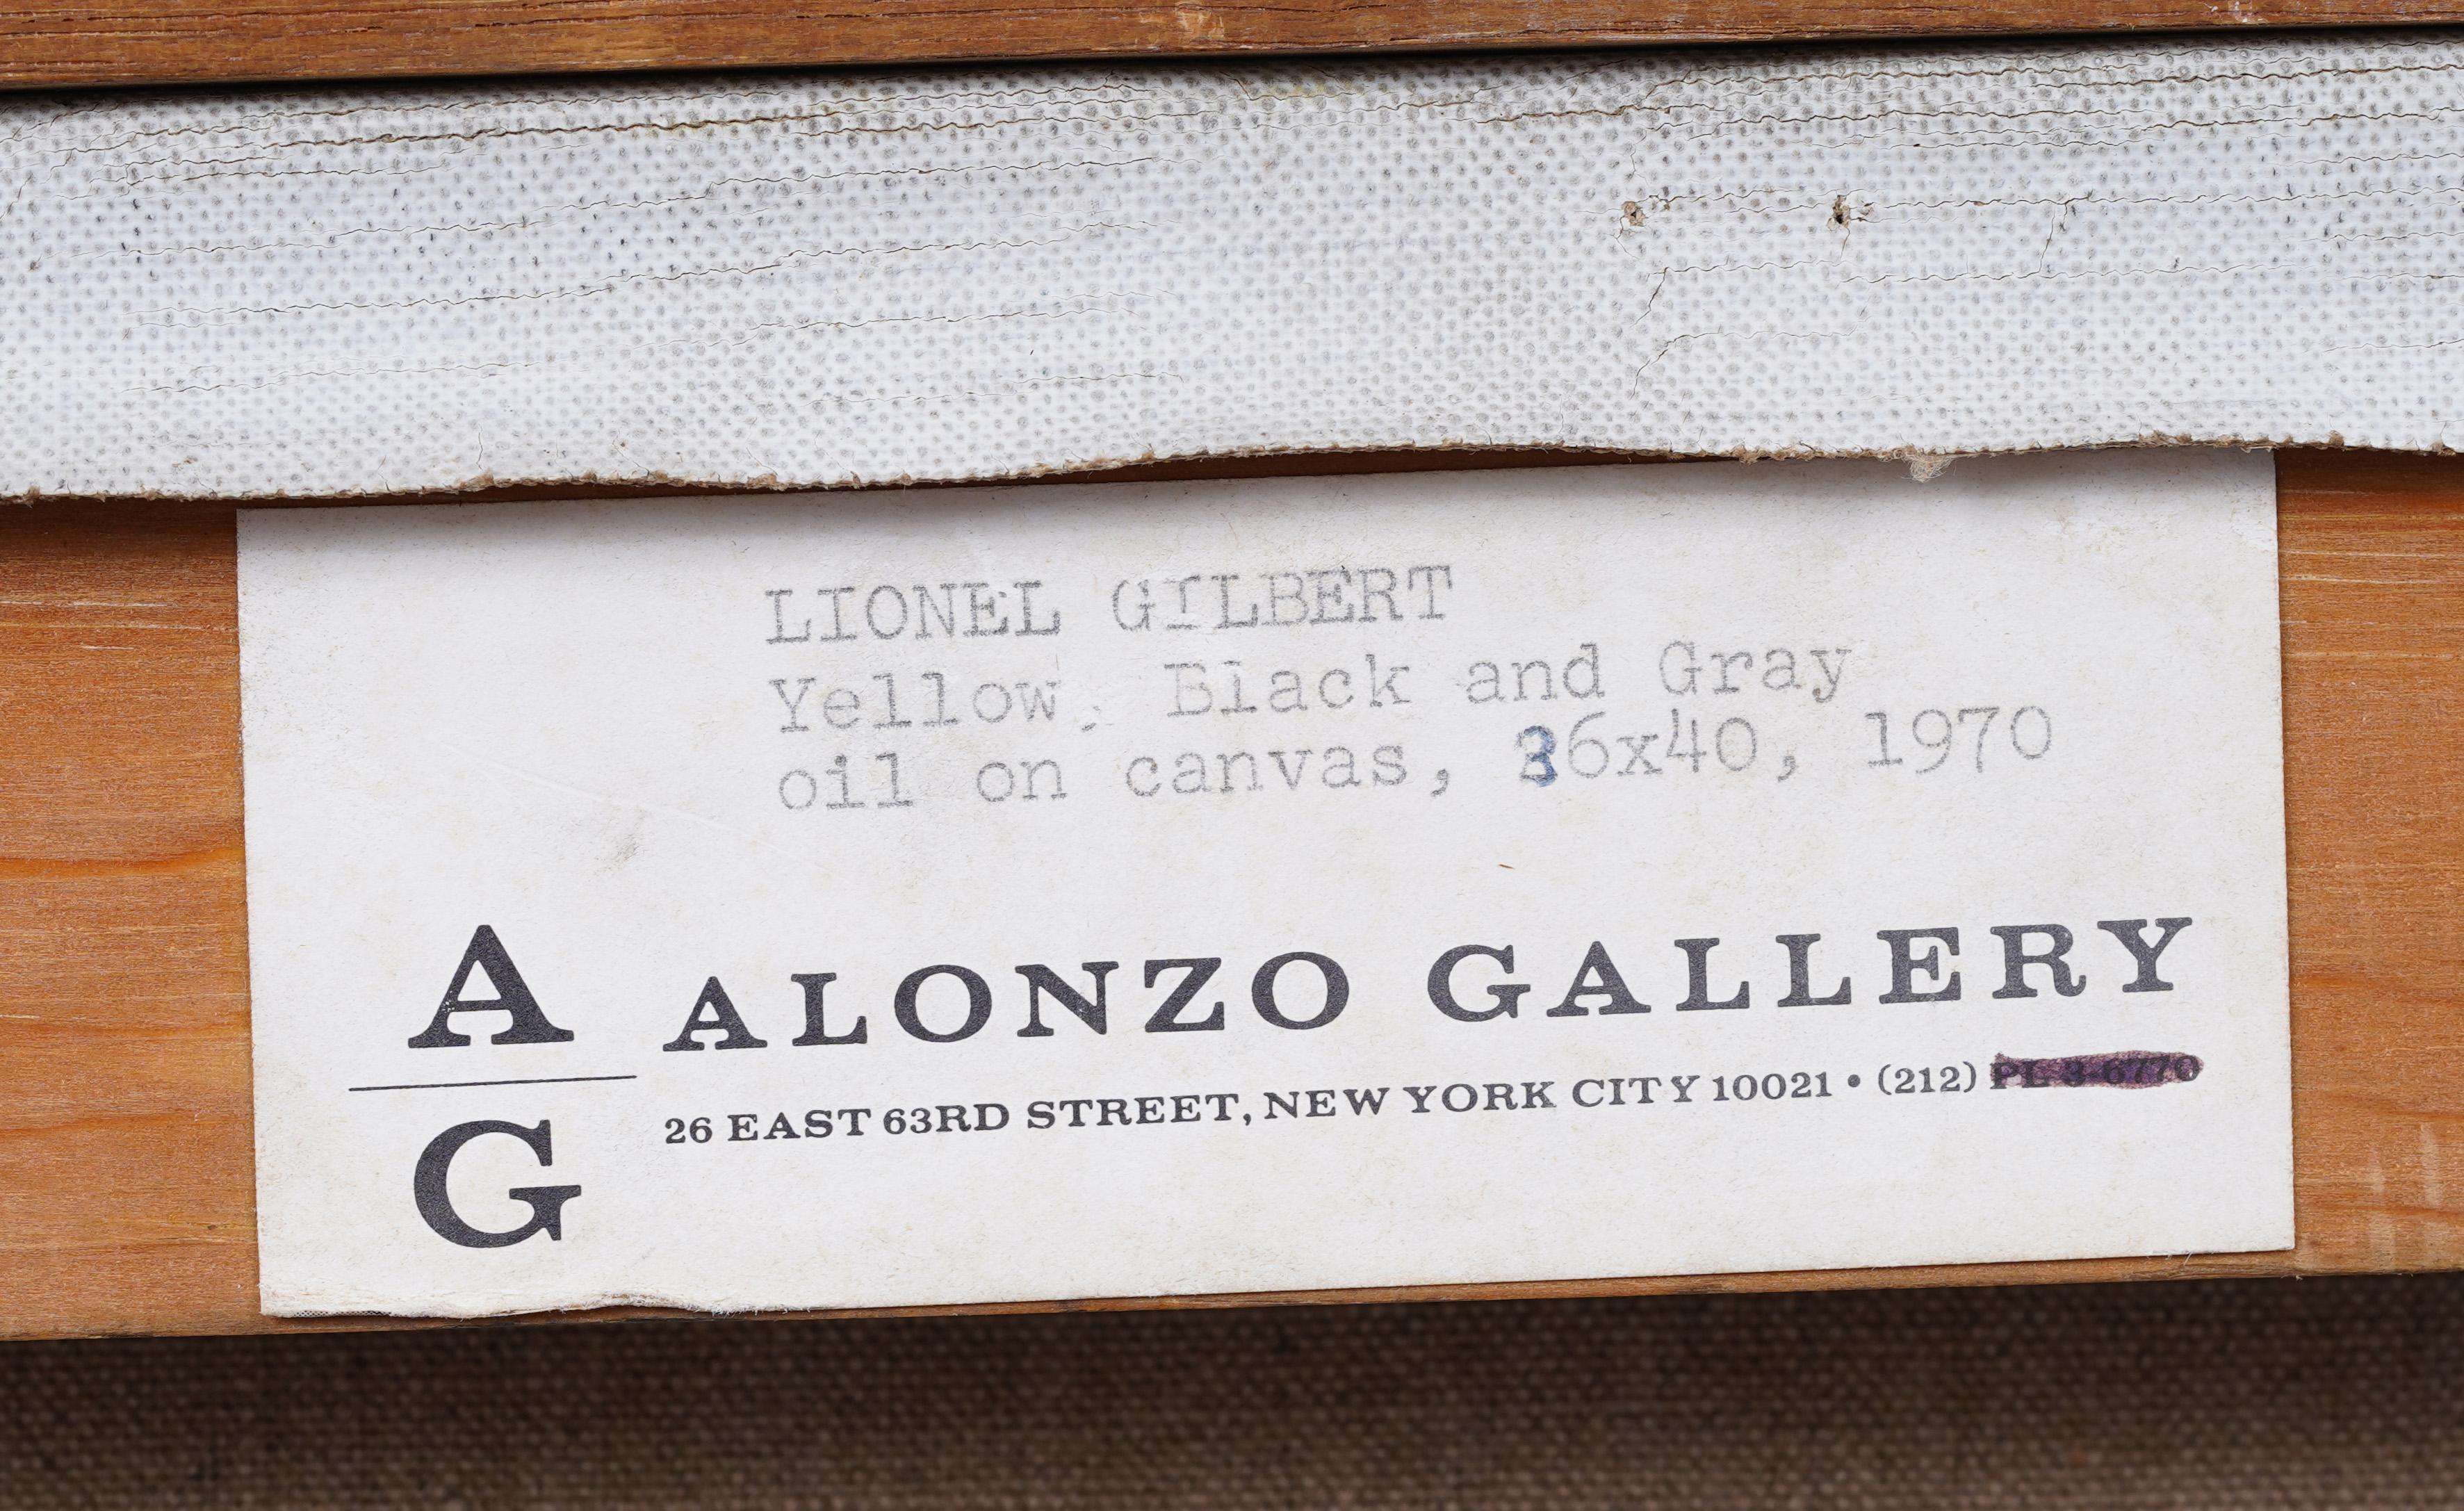 LIONEL GILBERT
Yellow, Black and Gray
oil on canvas, 36x40, 1970
A
G
ALONZO GALLERY
26 EAST 63RD STREET, NEW YORK CITY 10021 • (212) PL 3-6770